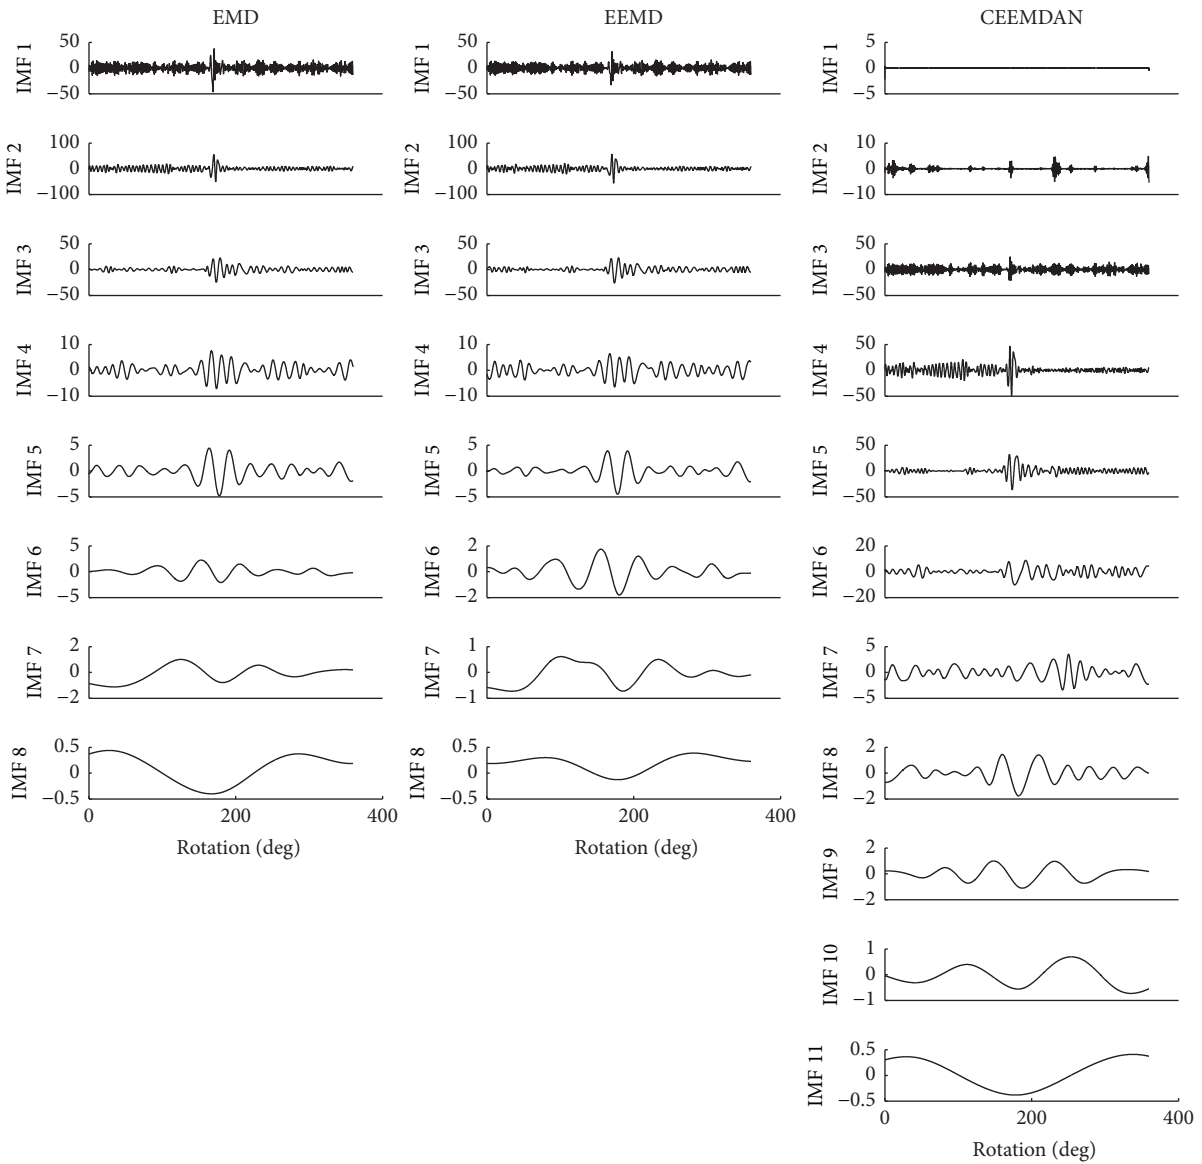 EMD
IMF 1
50
0
−50
IMF 2
100
0
−100
IMF 3
50
0
−50
IMF 4
10
0
−10
IMF 5
5
0
−5
IMF 6
5
0
−5
IMF 7
2
0
−2
IMF 8
0.5
0
−0.5
0
200
400
Rotation (deg)
EEMD
IMF 1
50
0
−50
IMF 2
100
0
−100
IMF 3
50
0
−50
IMF 4
10
0
−10
IMF 5
5
0
−5
IMF 6
2
0
−2
IMF 7
1
0
−1
IMF 8
0.5
0
−0.5
0
200
400
Rotation (deg)
CEEMDAN
IMF 1
5
0
−5
IMF 2
10
0
−10
IMF 3
50
0
−50
IMF 4
50
0
−50
IMF 5
50
0
−50
IMF 6
20
0
−20
IMF 7
5
0
−5
IMF 8
2
0
−2
IMF 9
2
0
−2
IMF 10
1
0
−1
IMF 11
0.5
0
−0.5
0
200
400
Rotation (deg)